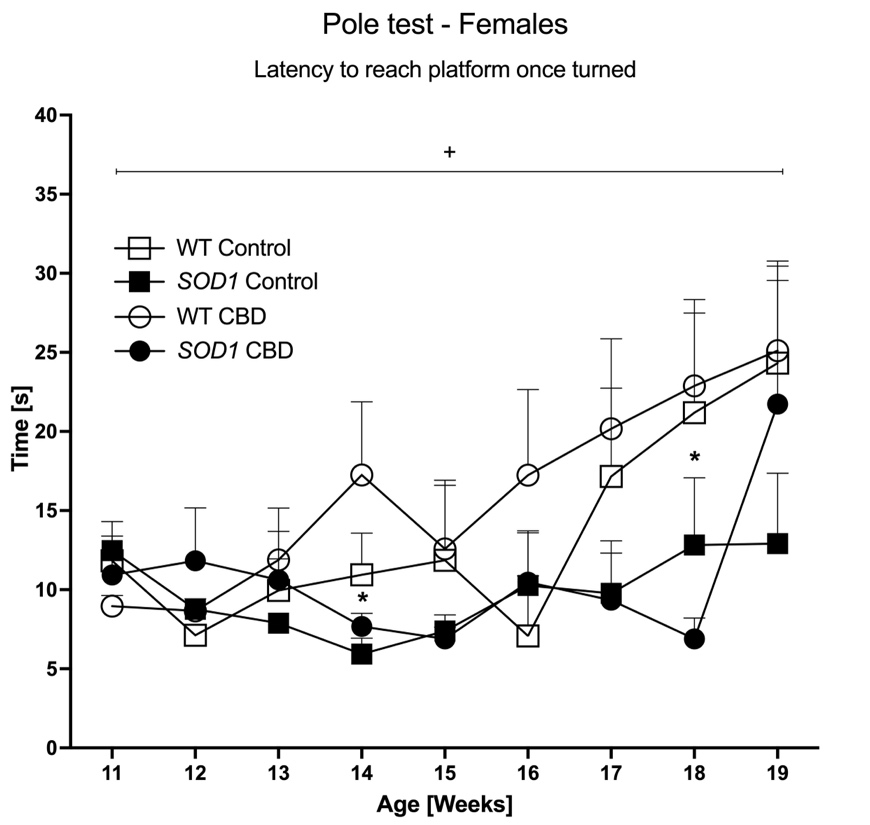 Pole test - Females
Latency to reach platform once turned
40
+
35
WT Control
30
SOD1 Control
WT CBD
25
SOD1 CBD
Time [s]
20
*
15
10
*
5
0
11 12 13 14 15 16 17 18 19
Age [Weeks]